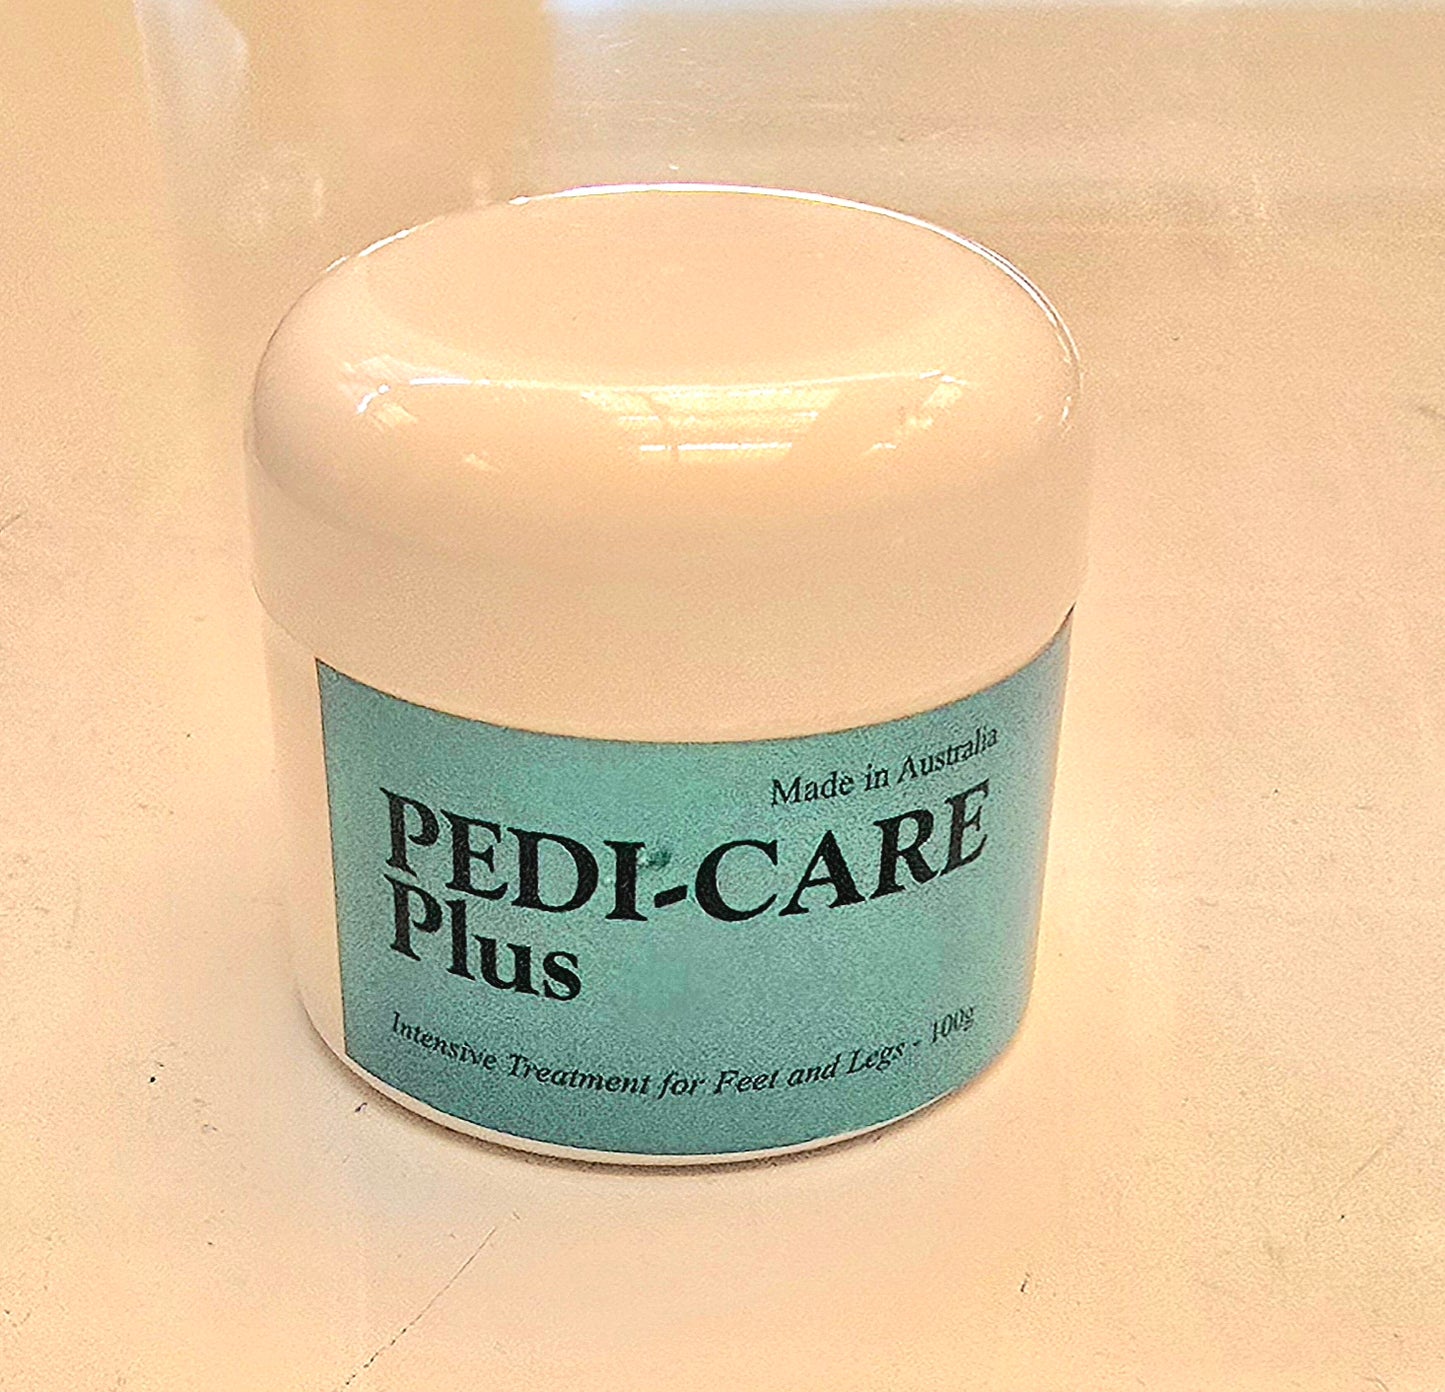 Made in Australia
PEDI-CARE
Plus
Intensive Treatment for Feet and Legs - 100g